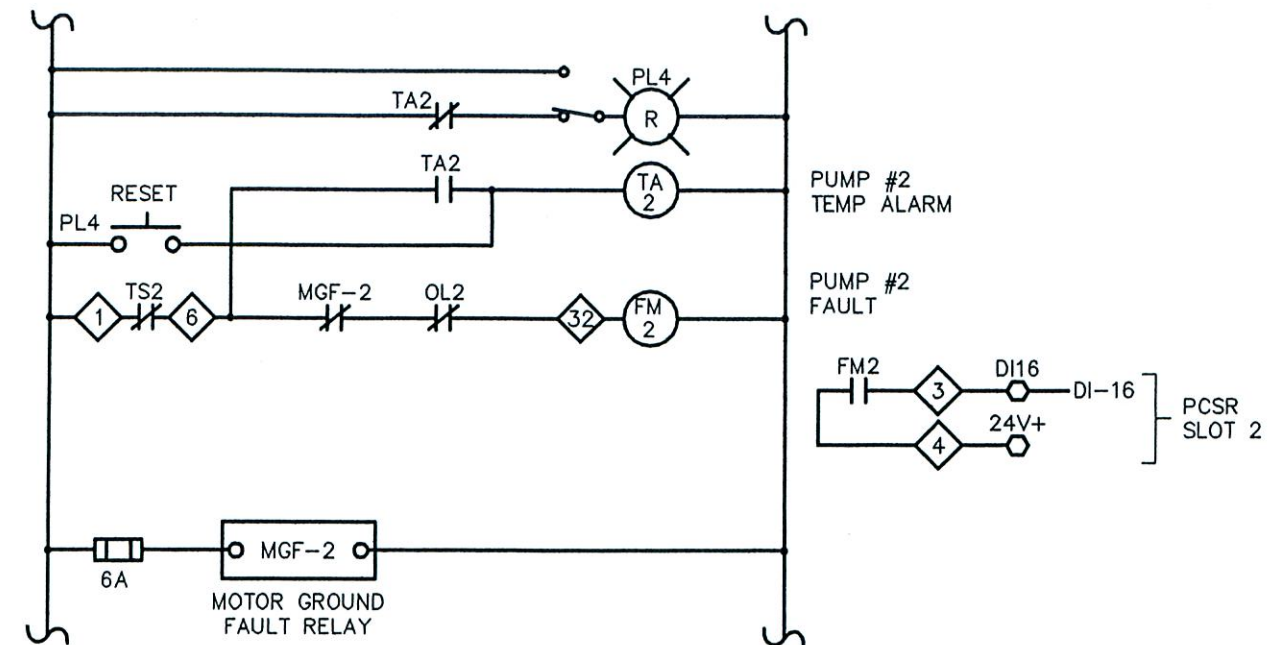 PL4
TA2
R
TA2
RESET
TA
2
PUMP #2
TEMP ALARM
PL4
PUMP #2
FAULT
1
TS2
6
MGF-2
OL2
32
FM
2
FM2
3
DI16
DI-16
4
24V+
PCSR
SLOT 2
MGF-2
6A
MOTOR GROUND
FAULT RELAY